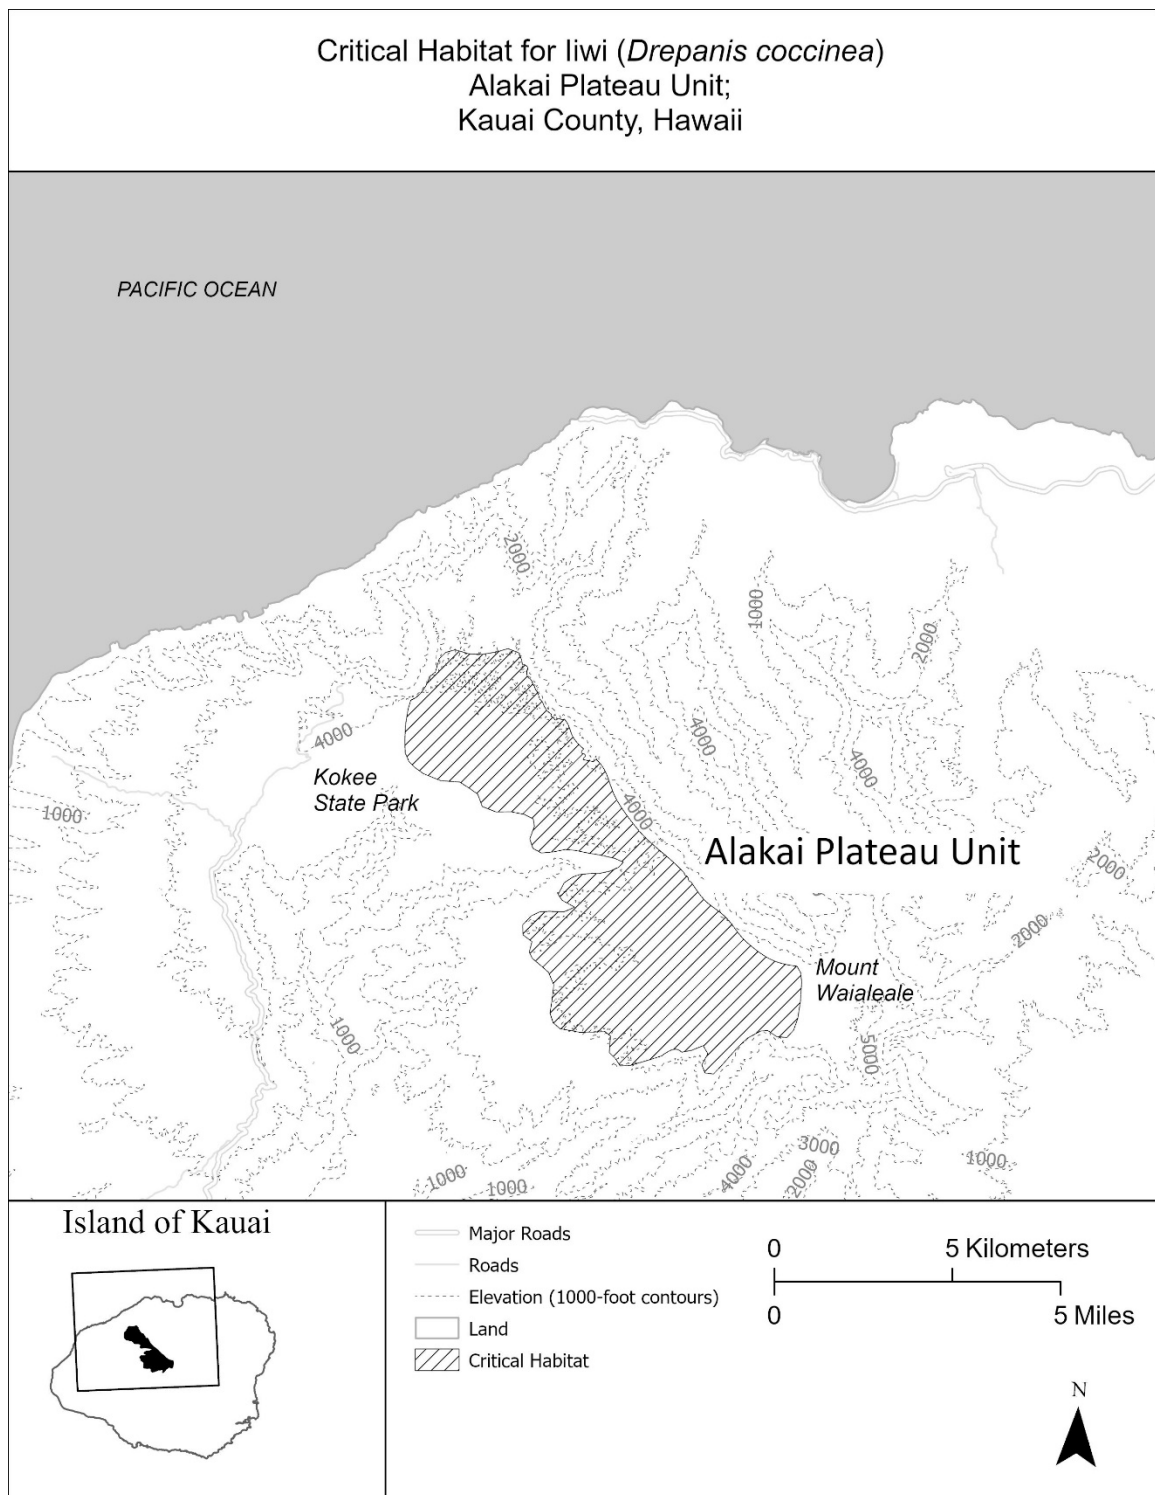 Critical Habitat for Iiwi (Drepanis coccinea)
Alakai Plateau Unit;
Kauai County, Hawaii
PACIFIC OCEAN
2000
1000
2000
4000
4000
4000
Kokee
State Park
1000
4000
Alakai Plateau Unit
2000
2000
Mount
Waialeale
1000
5000
3000
1000
4000
2000
1000
1000
Island of Kauai
Major Roads
Roads
Elevation (1000-foot contours)
Land
Critical Habitat
0
5 Kilometers
0
5 Miles
N